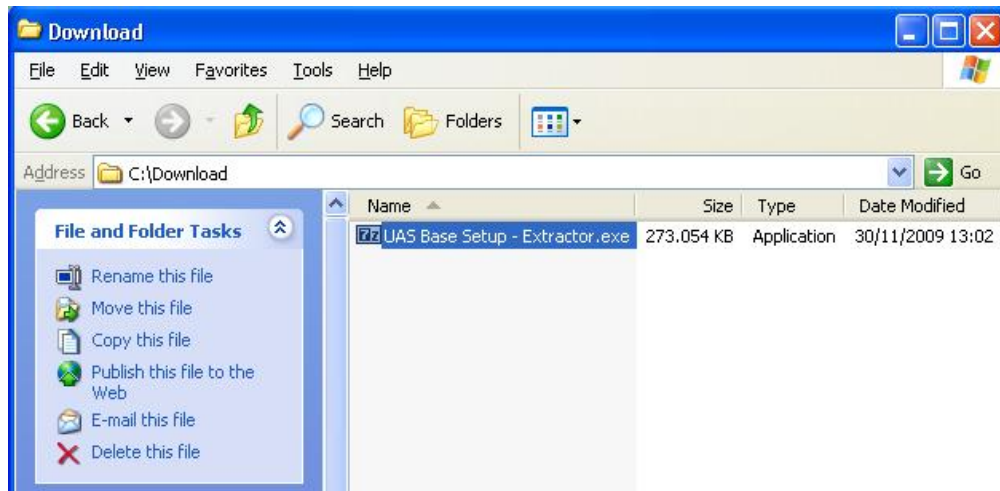 Download
File Edit View Favorites Tools Help
Back Search Folders
Address C:\Download Go
Name Size Type Date Modified
File and Folder Tasks
7z UAS Base Setup - Extractor.exe 273.054 KB Application 30/11/2009 13:02
Rename this file
Move this file
Copy this file
Publish this file to the
Web
E-mail this file
Delete this file